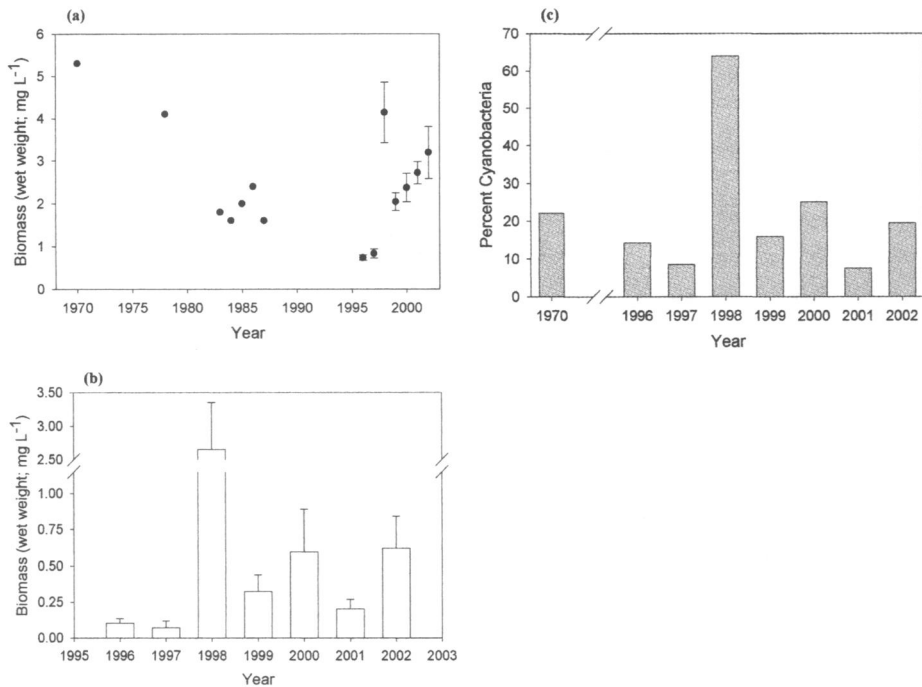 (a)
Biomass (wet weight; mg L⁻¹)
6
5
4
3
2
1
0
1970 1975 1980 1985 1990 1995 2000
Year
(c)
Percent Cyanobacteria
70
60
50
40
30
20
10
0
1970 1996 1997 1998 1999 2000 2001 2002
Year
(b)
Biomass (wet weight; mg L⁻¹)
3.50
3.00
2.50
1.00
0.75
0.50
0.25
0.00
1995 1996 1997 1998 1999 2000 2001 2002 2003
Year